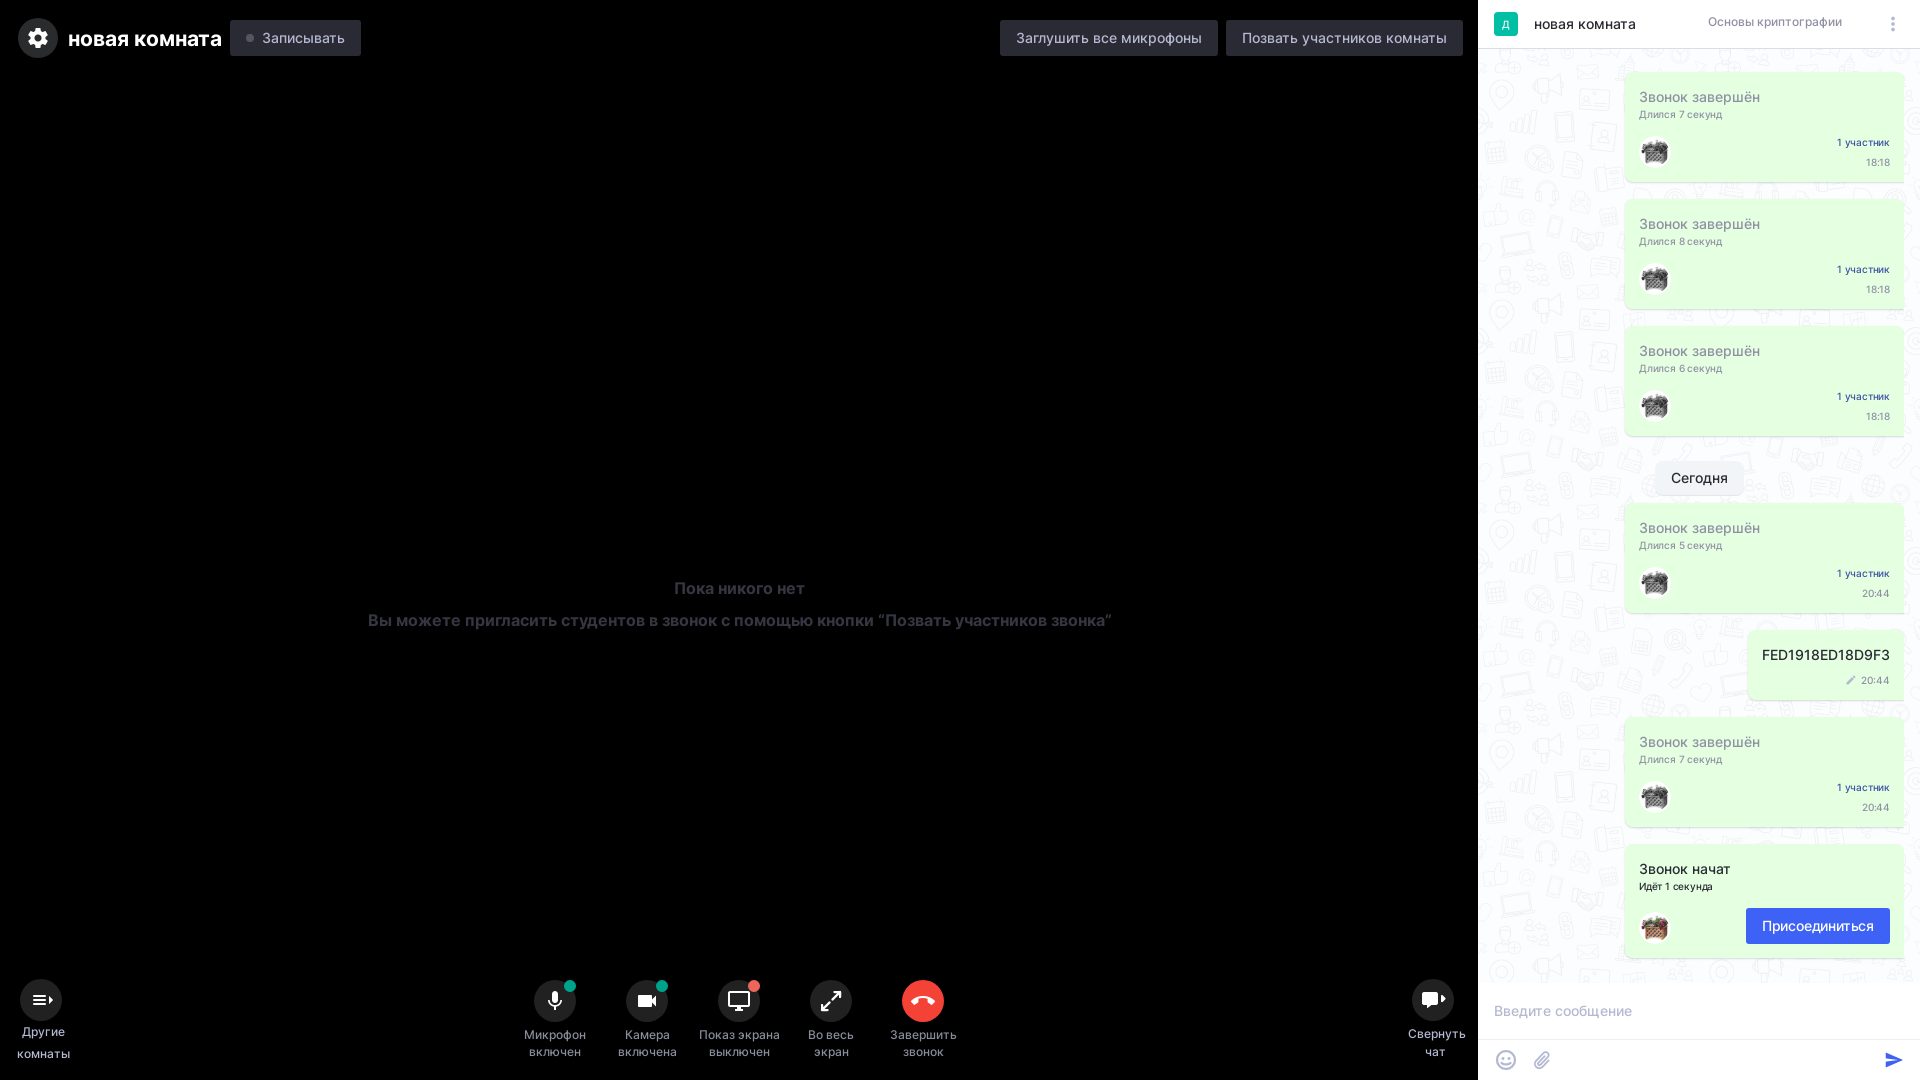 новая комната
Записывать
Заглушить все микрофоны
Позвать участников комнаты
Пока никого нет
Вы можете пригласить студентов в звонок с помощью кнопки “Позвать участников звонка”
Другие
комнаты
Микрофон
включен
Камера
включена
Показ экрана
выключен
Во весь
экран
Завершить
звонок
Свернуть
чат
Д
новая комната
Основы криптографии
Звонок завершён
Длился 7 секунд
1 участник
18:18
Звонок завершён
Длился 8 секунд
1 участник
18:18
Звонок завершён
Длился 6 секунд
1 участник
18:18
Сегодня
Звонок завершён
Длился 5 секунд
1 участник
20:44
FED1918ED18D9F3
20:44
Звонок завершён
Длился 7 секунд
1 участник
20:44
Звонок начат
Идёт 1 секунда
Присоединиться
Введите сообщение